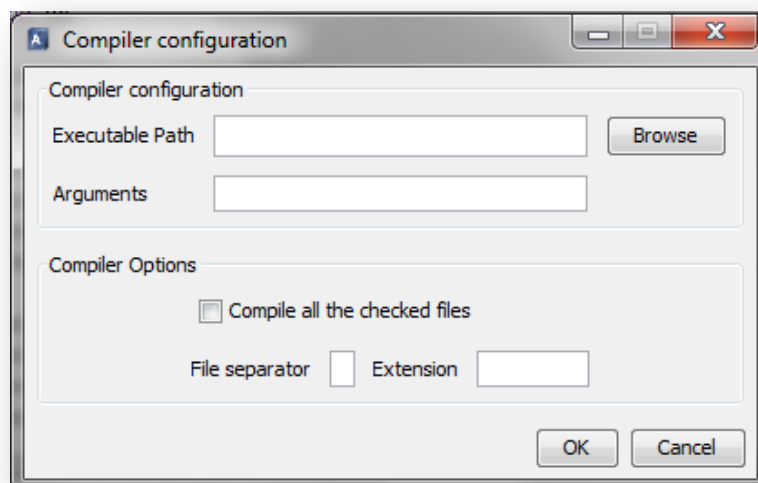 Compiler configuration
Compiler configuration
Executable Path Browse
Arguments
Compiler Options
Compile all the checked files
File separator Extension
OK Cancel